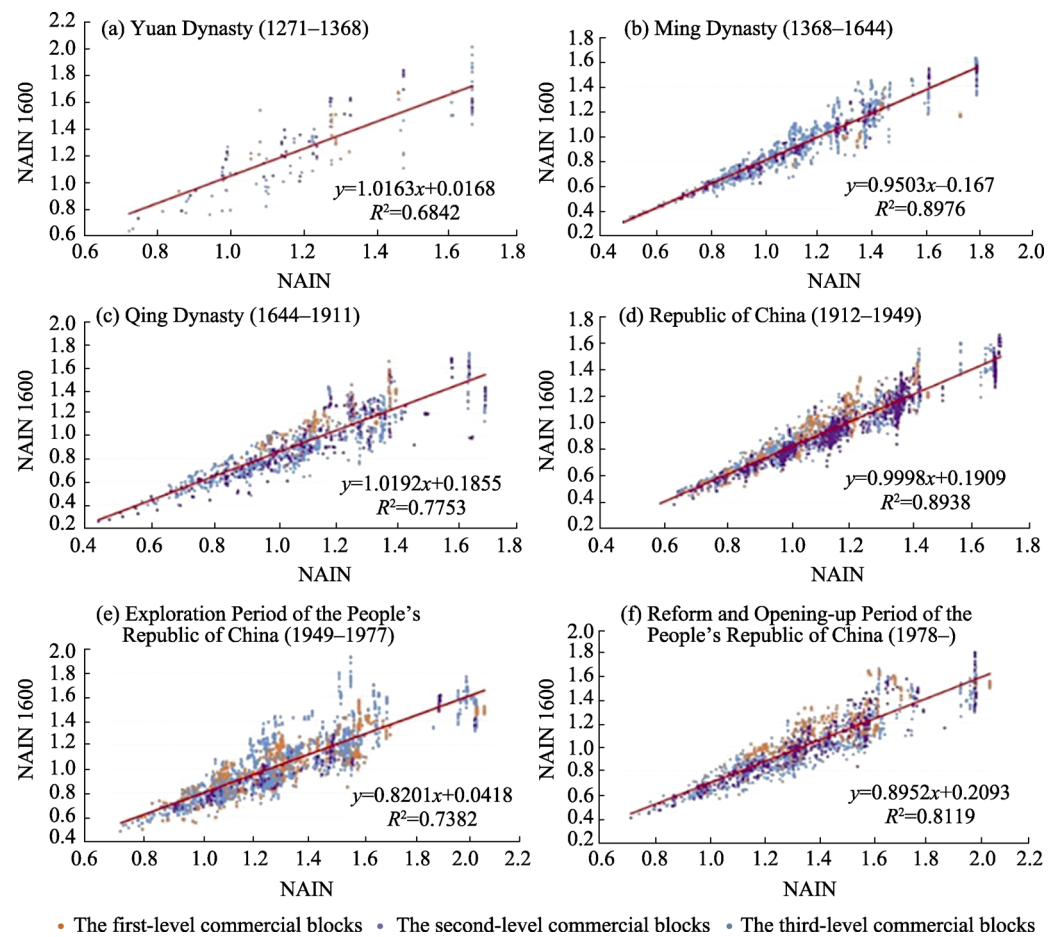 (a) Yuan Dynasty (1271–1368)
2.2
2.0
1.8
1.6
1.4
1.2
1.0
0.8
0.6
NAIN 1600
y=1.0163x+0.0168
R²=0.6842
0.6 0.8 1.0 1.2 1.4 1.6 1.8
NAIN
(b) Ming Dynasty (1368–1644)
1.8
1.6
1.4
1.2
1.0
0.8
0.6
0.4
0.2
NAIN 1600
y=0.9503x–0.167
R²=0.8976
0.4 0.6 0.8 1.0 1.2 1.4 1.6 1.8 2.0
NAIN
(c) Qing Dynasty (1644–1911)
2.0
1.8
1.6
1.4
1.2
1.0
0.8
0.6
0.4
0.2
NAIN 1600
y=1.0192x+0.1855
R²=0.7753
0.4 0.6 0.8 1.0 1.2 1.4 1.6 1.8
NAIN
(d) Republic of China (1912–1949)
1.8
1.6
1.4
1.2
1.0
0.8
0.6
0.4
0.2
NAIN 1600
y=0.9998x+0.1909
R²=0.8938
0.4 0.6 0.8 1.0 1.2 1.4 1.6 1.8
NAIN
(e) Exploration Period of the People’s
Republic of China (1949–1977)
2.0
1.8
1.6
1.4
1.2
1.0
0.8
0.6
0.4
NAIN 1600
y=0.8201x+0.0418
R²=0.7382
0.6 0.8 1.0 1.2 1.4 1.6 1.8 2.0 2.2
NAIN
(f) Reform and Opening-up Period of the
People’s Republic of China (1978–)
2.0
1.8
1.6
1.4
1.2
1.0
0.8
0.6
0.4
0.2
NAIN 1600
y=0.8952x+0.2093
R²=0.8119
0.6 0.8 1.0 1.2 1.4 1.6 1.8 2.0 2.2
NAIN
The first-level commercial blocks The second-level commercial blocks The third-level commercial blocks